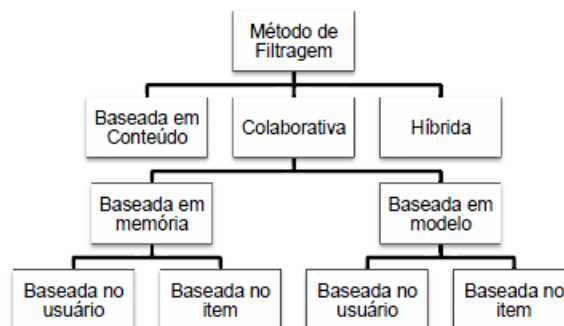 Método de
Filtragem
Baseada em
Conteúdo
Colaborativa
Híbrida
Baseada em
memória
Baseada em
modelo
Baseada no
usuário
Baseada no
item
Baseada no
usuário
Baseada no
item